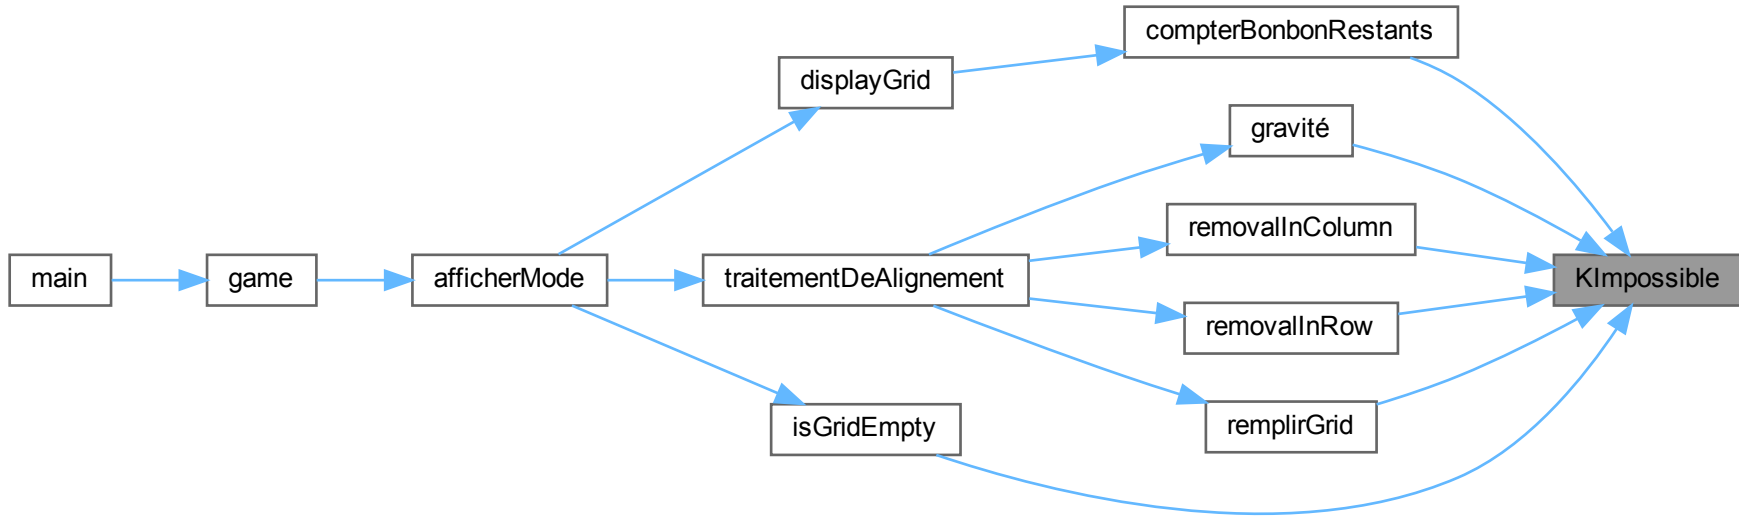 compterBonbonRestants
displayGrid
gravité
removalInColumn
main
game
afficherMode
traitementDeAlignement
KImpossible
removalInRow
isGridEmpty
remplirGrid